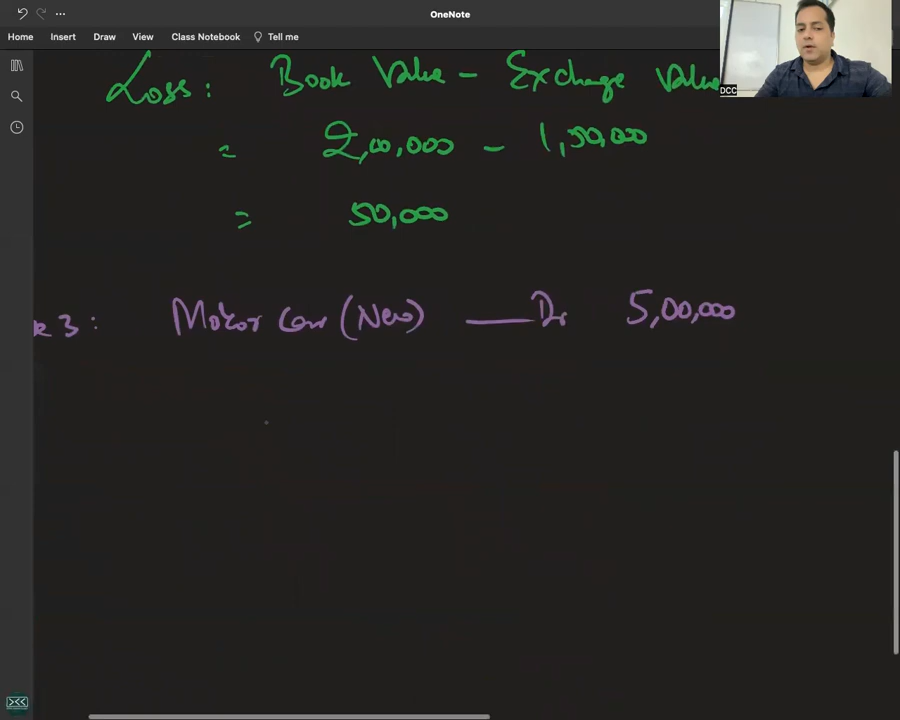 OneNote
Home Insert Draw View Class Notebook Tell me
DCC
Loss: Book Value - Exchange Value
= 2,00,000 - 1,50,000
= 50,000
3: Motor Car (New) — Dr 5,00,000